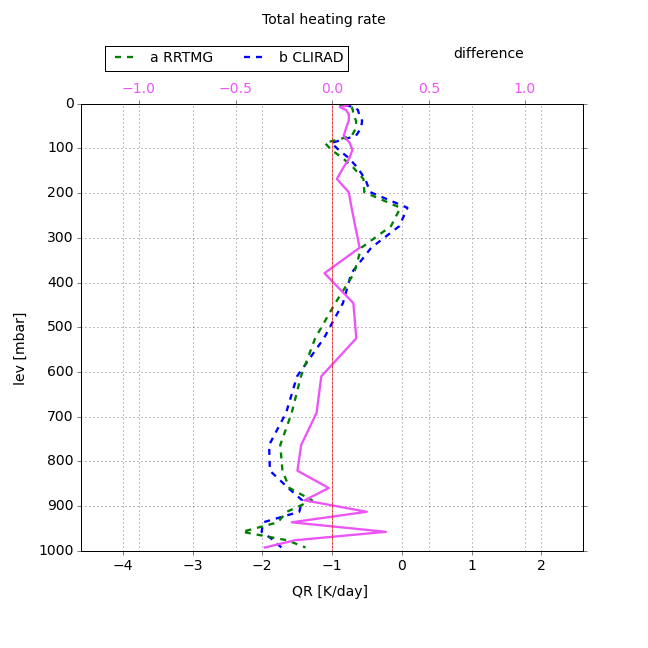 Total heating rate
a RRTMG b CLIRAD difference
−1.0 −0.5 0.0 0.5 1.0
0
100
200
300
400
500
600
700
800
900
1000
lev [mbar]
−4 −3 −2 −1 0 1 2
QR [K/day]